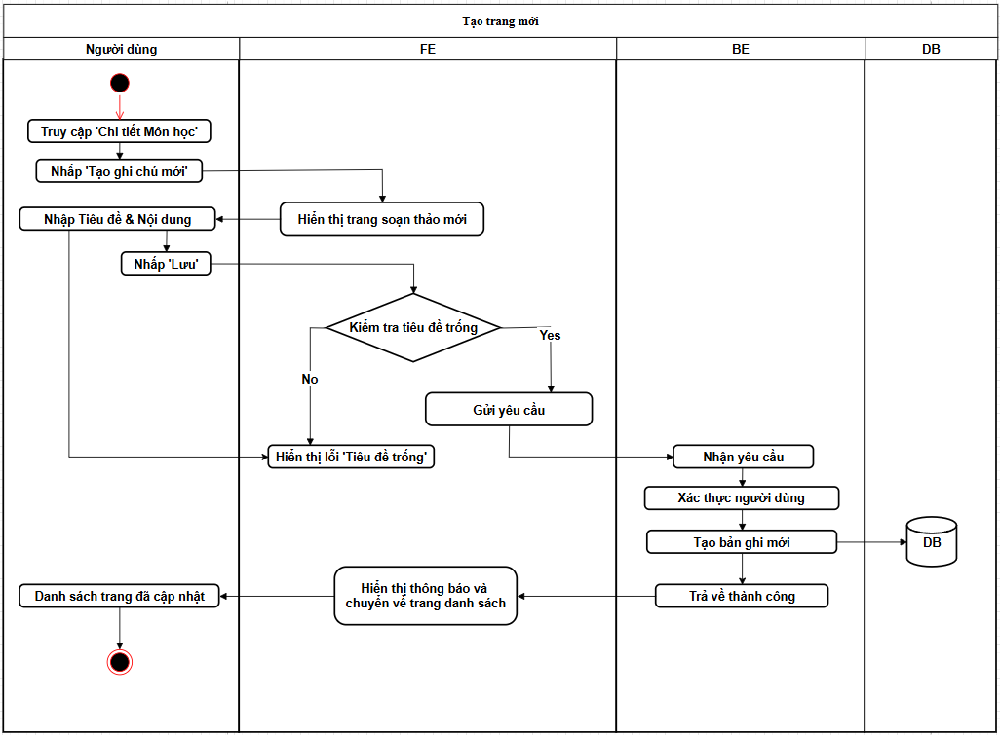 Tạo trang mới
Người dùng
FE
BE
DB
Truy cập 'Chi tiết Môn học'
Nhấp 'Tạo ghi chú mới'
Hiển thị trang soạn thảo mới
Nhập Tiêu đề & Nội dung
Nhấp 'Lưu'
Kiểm tra tiêu đề trống
Yes
No
Gửi yêu cầu
Hiển thị lỗi 'Tiêu đề trống'
Nhận yêu cầu
Xác thực người dùng
Tạo bản ghi mới
DB
Hiển thị thông báo và
chuyển về trang danh sách
Danh sách trang đã cập nhật
Trả về thành công